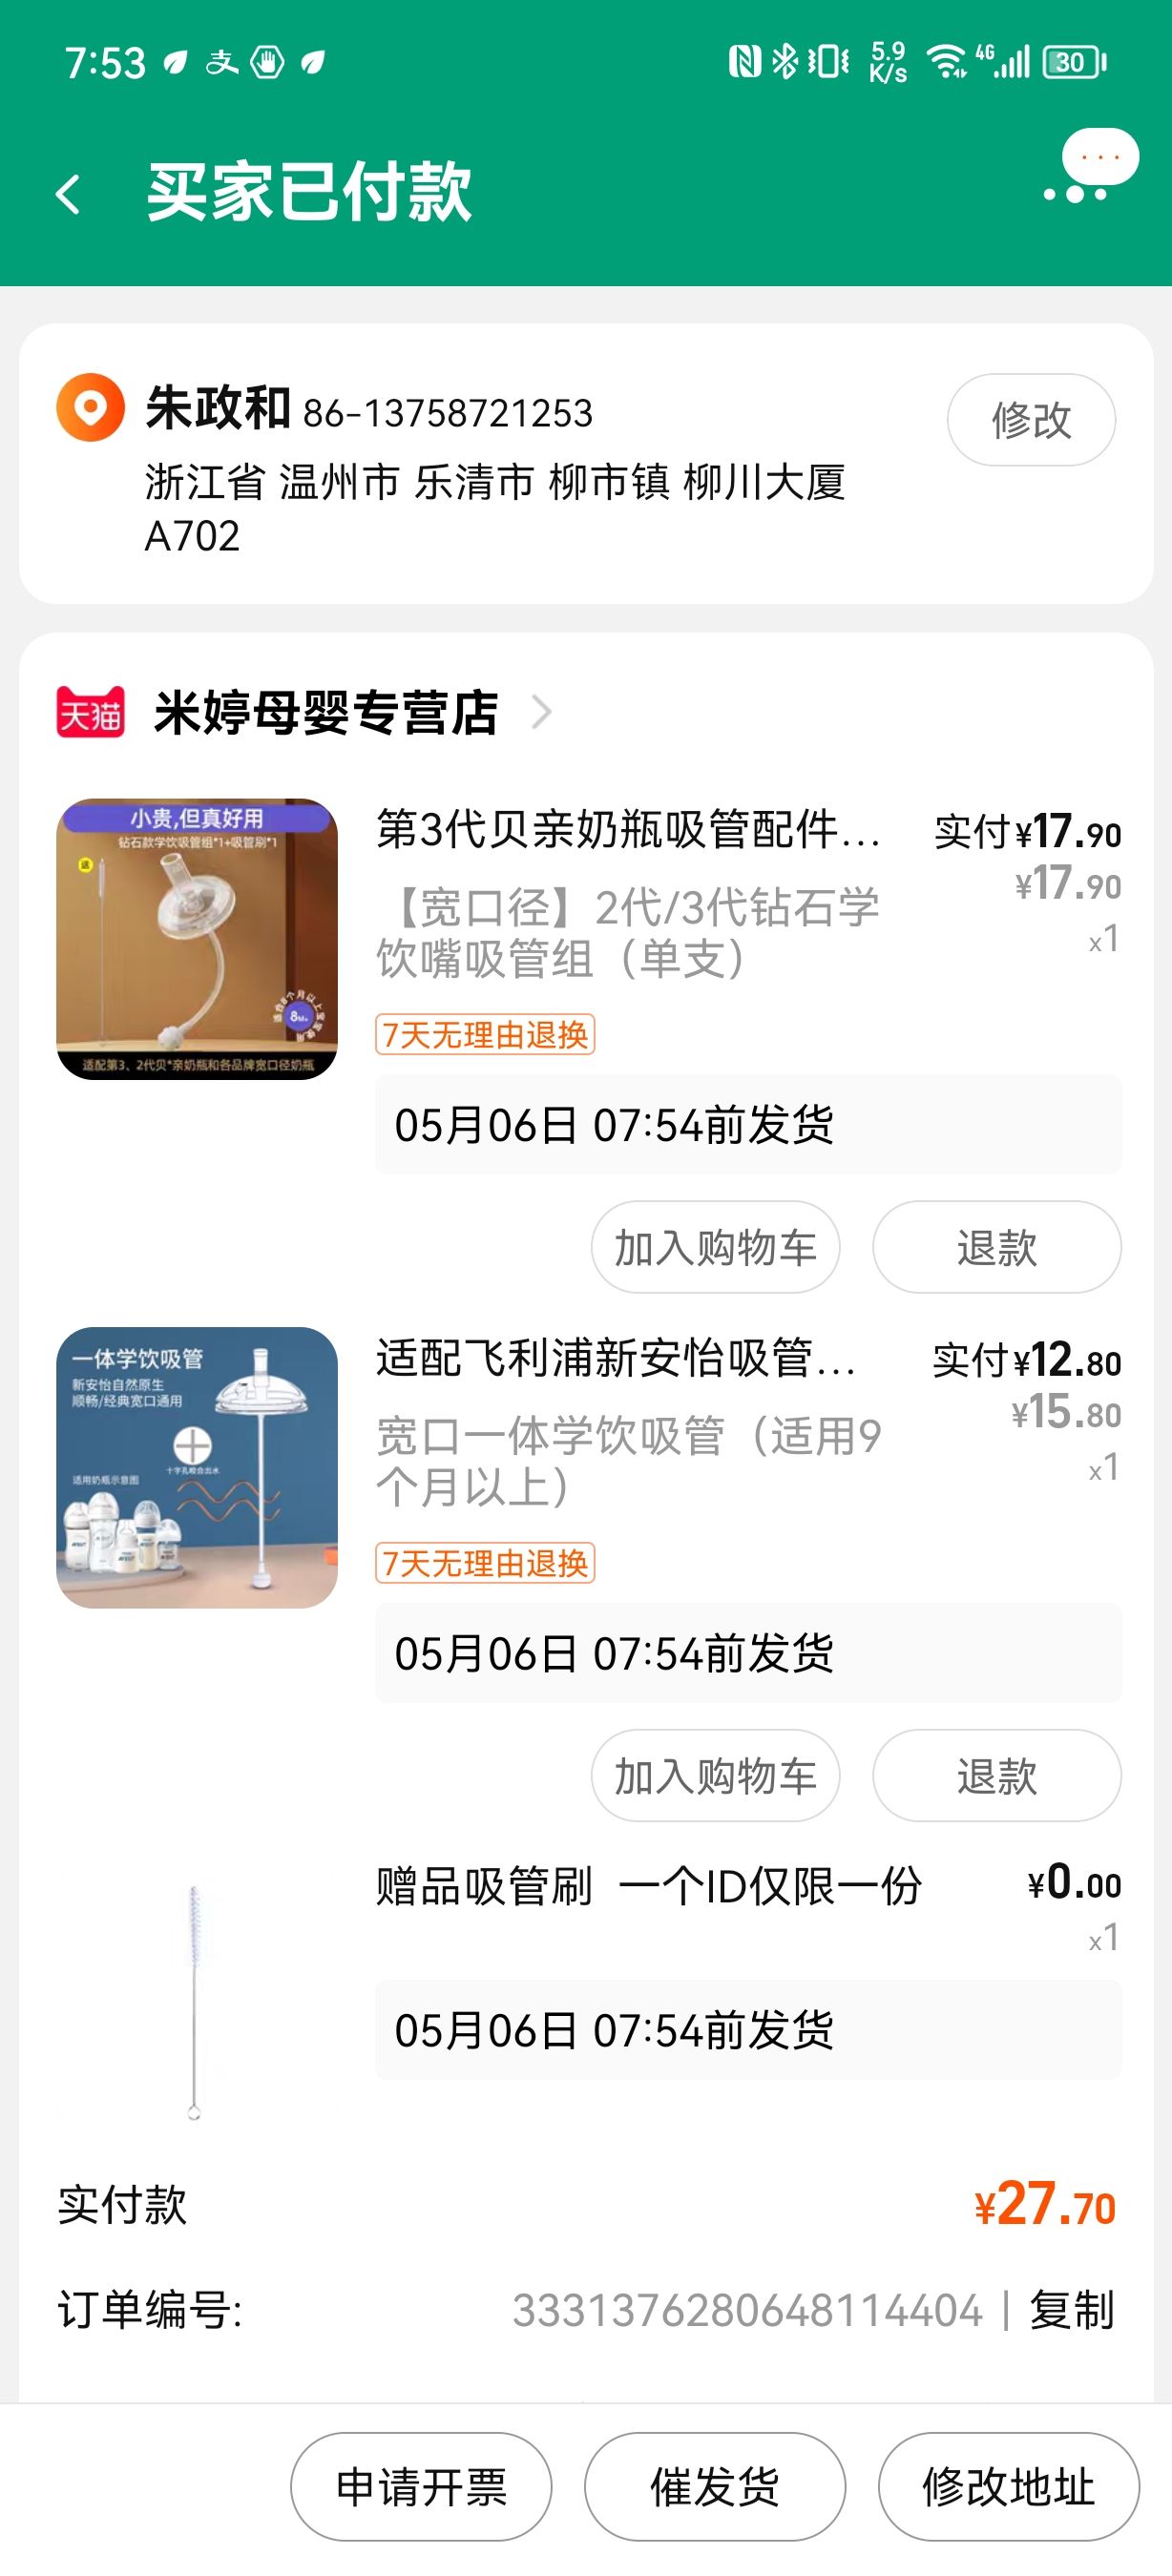 7:53 支 5.9 K/s 4G 30
买家已付款
朱政和 86-13758721253
修改
浙江省 温州市 乐清市 柳市镇 柳川大厦
A702
天猫 米婷母婴专营店
小贵,但真好用
钻石款学饮吸管组*1+吸管刷*1
送
8M+
适配第3、2代贝*亲奶瓶和各品牌宽口径奶瓶
第3代贝亲奶瓶吸管配件... 实付¥17.90
¥17.90
x1
【宽口径】2代/3代钻石学
饮嘴吸管组（单支）
7天无理由退换
05月06日 07:54前发货
加入购物车 退款
一体学饮吸管
新安怡自然原生
顺畅/经典宽口通用
适用奶瓶示意图
适配飞利浦新安怡吸管... 实付¥12.80
¥15.80
x1
宽口一体学饮吸管（适用9
个月以上）
7天无理由退换
05月06日 07:54前发货
加入购物车 退款
赠品吸管刷 一个ID仅限一份 ¥0.00
x1
05月06日 07:54前发货
实付款 ¥27.70
订单编号: 3331376280648114404 | 复制
申请开票 催发货 修改地址